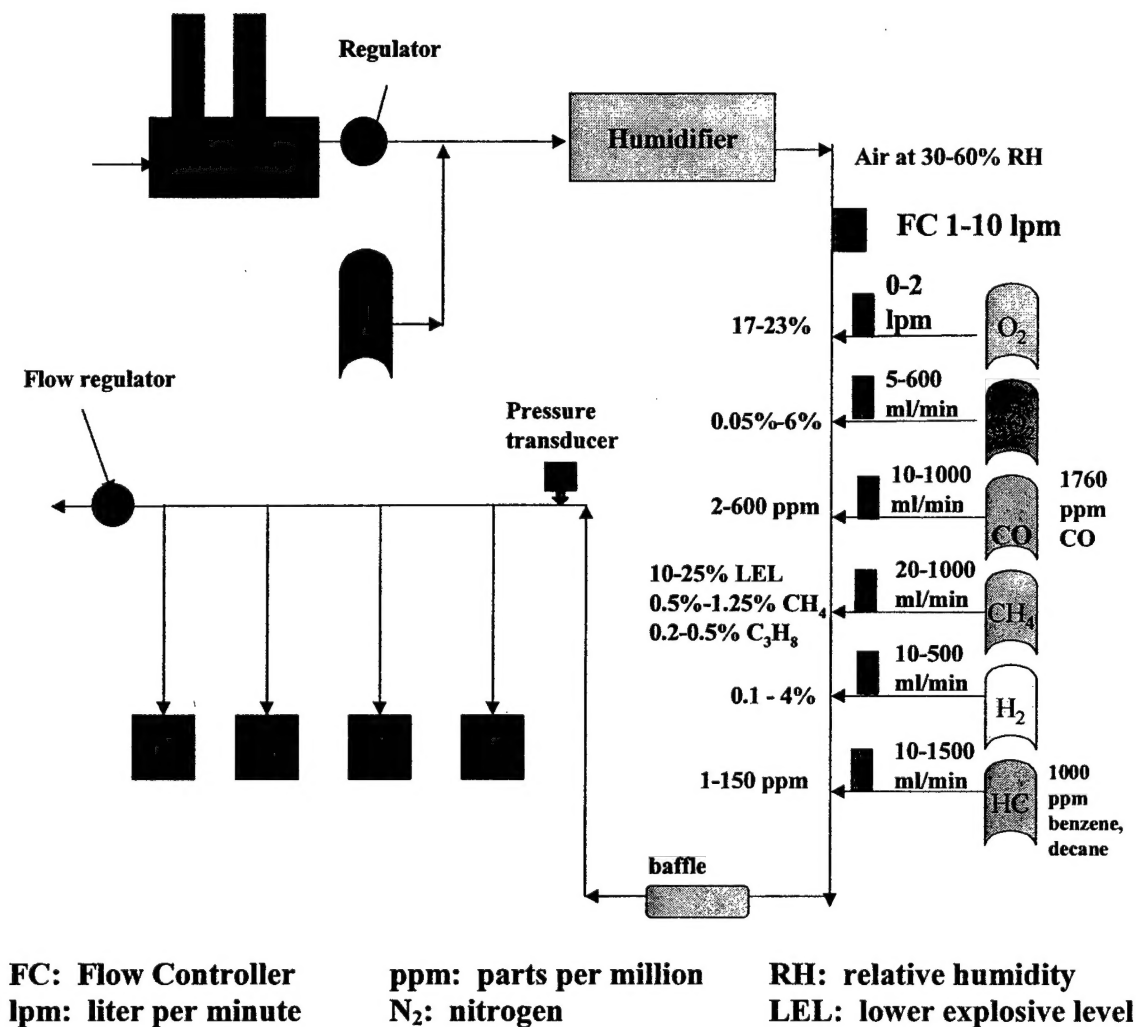 Regulator
Humidifier
Air at 30-60% RH
FC 1-10 lpm
0-2
lpm
17-23%
O₂
Flow regulator
5-600
ml/min
0.05%-6%
Pressure
transducer
10-1000
ml/min
2-600 ppm
CO
1760
ppm
CO
10-25% LEL
0.5%-1.25% CH₄
0.2-0.5% C₃H₈
20-1000
ml/min
CH₄
10-500
ml/min
0.1 - 4%
H₂
10-1500
ml/min
1-150 ppm
HC
1000
ppm
benzene,
decane
baffle
FC: Flow Controller ppm: parts per million RH: relative humidity
lpm: liter per minute N₂: nitrogen LEL: lower explosive level